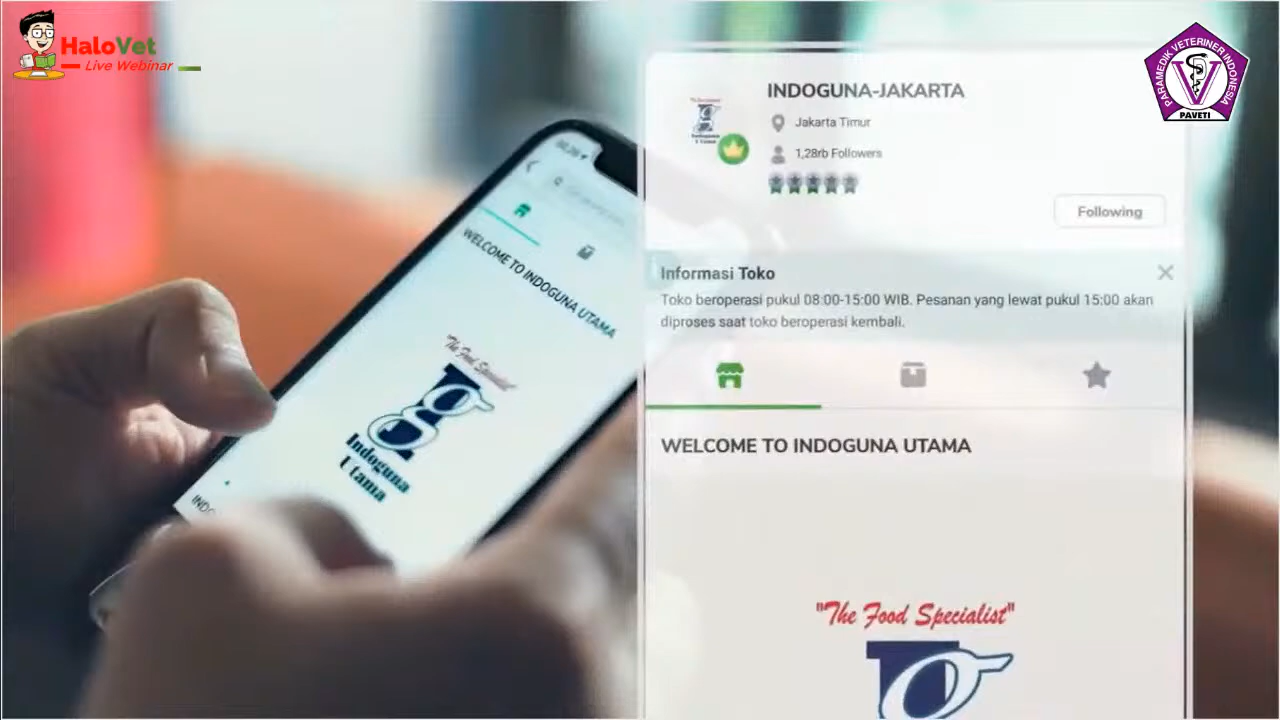 HaloVet
Live Webinar
PARAMEDIK VETERINER INDONESIA
V
PAVETI
WELCOME TO INDOGUNA UTAMA
The Food Specialist
Indoguna
Utama
INDO
INDOGUNA-JAKARTA
Jakarta Timur
1,28rb Followers
Following
Informasi Toko
Toko beroperasi pukul 08:00-15:00 WIB. Pesanan yang lewat pukul 15:00 akan
diproses saat toko beroperasi kembali.
WELCOME TO INDOGUNA UTAMA
"The Food Specialist"